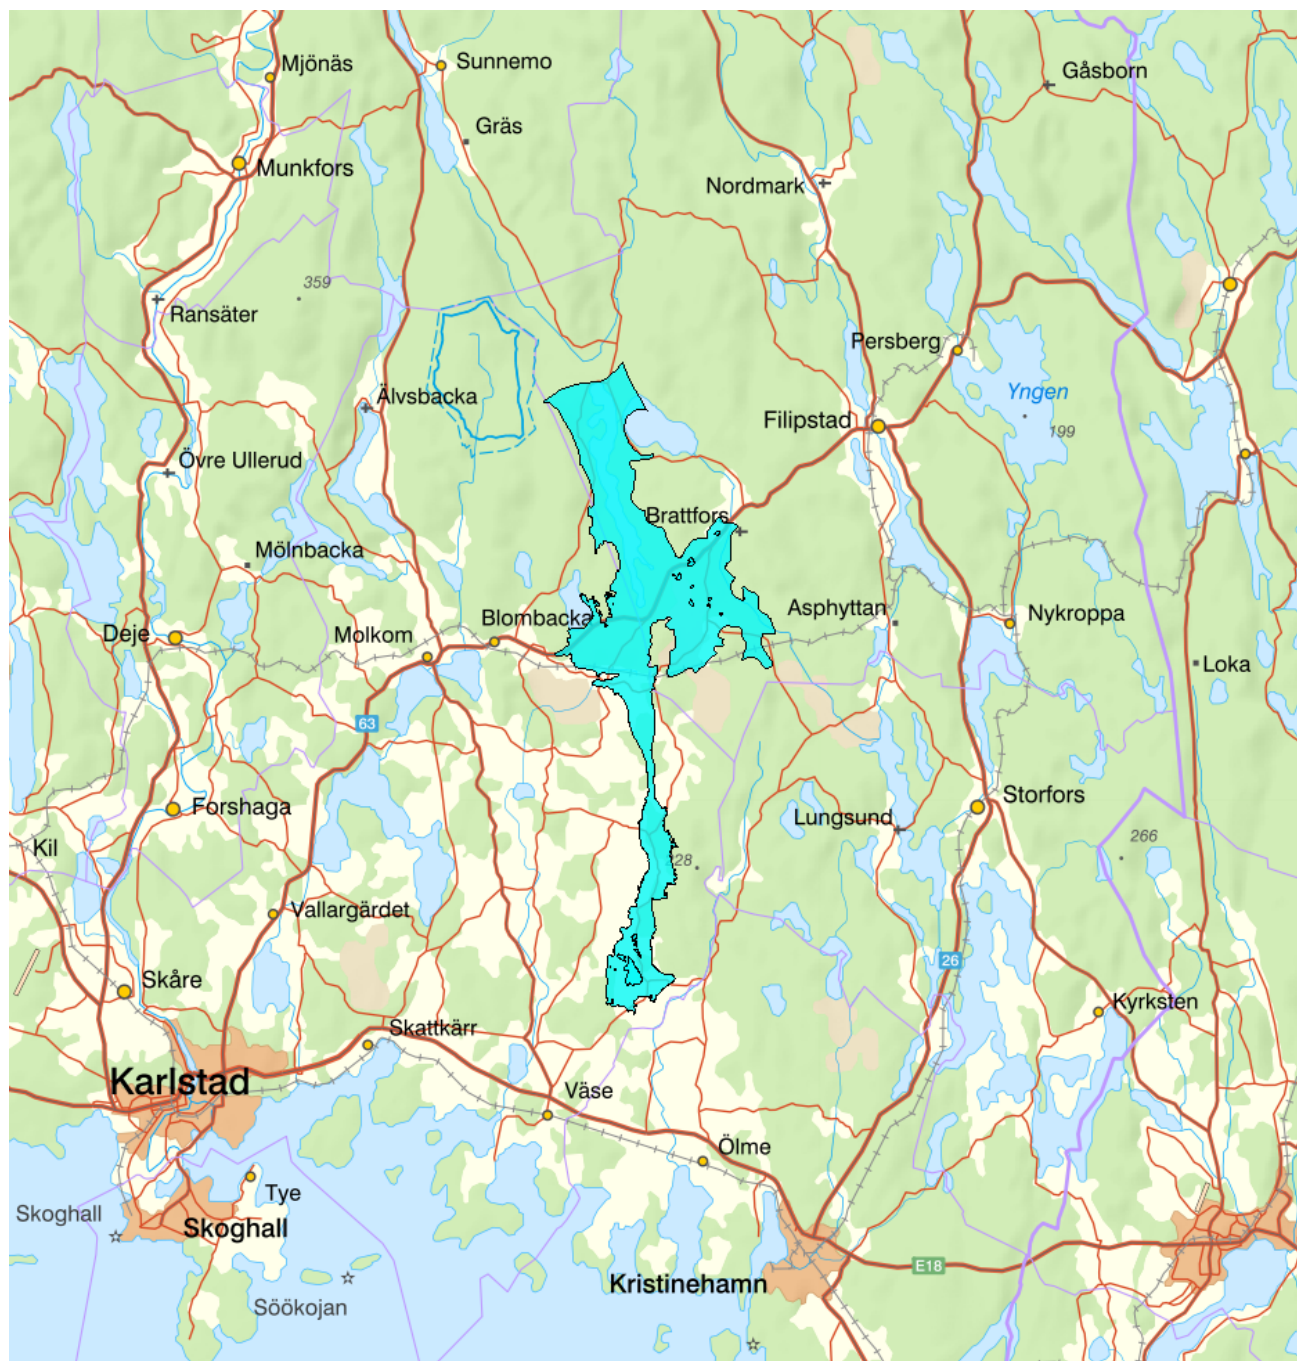 Mjönäs
Sunnemo
Gåsborn
Gräs
Munkfors
Nordmark
359
Ransäter
Persberg
Yngen
Älvsbacka
Filipstad
199
Övre Ullerud
Brattfors
Mölnbacka
Asphyttan
Nykroppa
Blombacka
Deje
Molkom
Loka
63
Storfors
Forshaga
Lungsund
266
Kil
228
Vallargärdet
26
Skåre
Kyrksten
Skattkärr
Karlstad
Väse
Ölme
Tye
Skoghall
Skoghall
E18
Kristinehamn
Söökojan